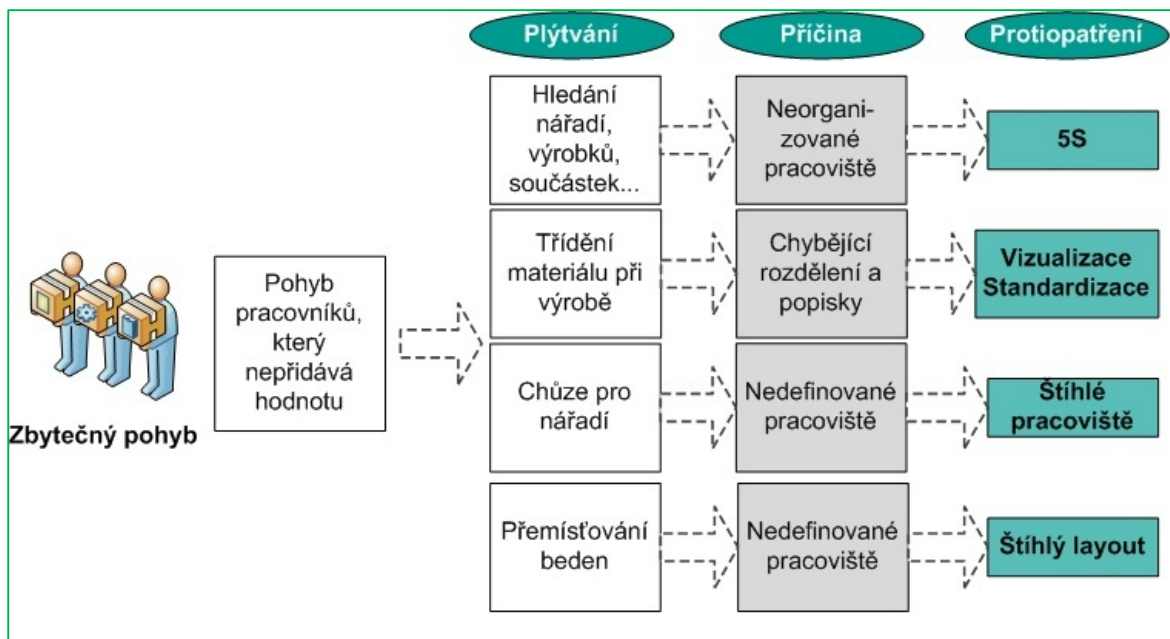 Plýtvání
Příčina
Protiopatření
Hledání
nářadí,
výrobků,
součástek...
Neorgani-
zované
pracoviště
5S
Třídění
materiálu při
výrobě
Chybějící
rozdělení a
popisky
Vizualizace
Standardizace
Pohyb
pracovníků,
který
nepřidává
hodnotu
Zbytečný pohyb
Chůze pro
nářadí
Nedefinované
pracoviště
Štíhlé
pracoviště
Přemísťování
beden
Nedefinované
pracoviště
Štíhlý layout